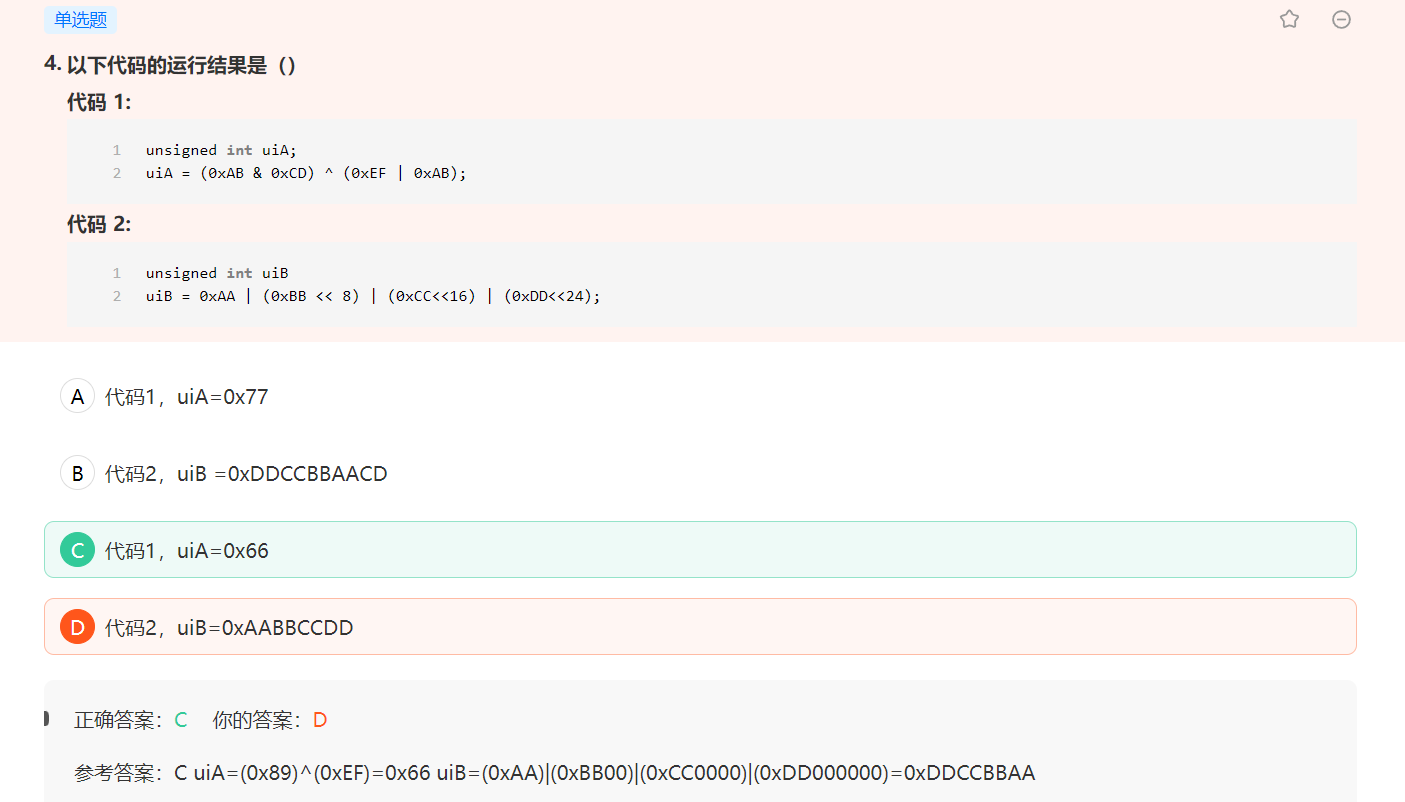 单选题
4. 以下代码的运行结果是（）
代码 1:
1 unsigned int uiA;
2 uiA = (0xAB & 0xCD) ^ (0xEF | 0xAB);
代码 2:
1 unsigned int uiB
2 uiB = 0xAA | (0xBB << 8) | (0xCC<<16) | (0xDD<<24);
A 代码1，uiA=0x77
B 代码2，uiB =0xDDCCBBAACD
C 代码1，uiA=0x66
D 代码2，uiB=0xAABBCCDD
正确答案：C 你的答案：D
参考答案：C uiA=(0x89)^(0xEF)=0x66 uiB=(0xAA)|(0xBB00)|(0xCC0000)|(0xDD000000)=0xDDCCBBAA